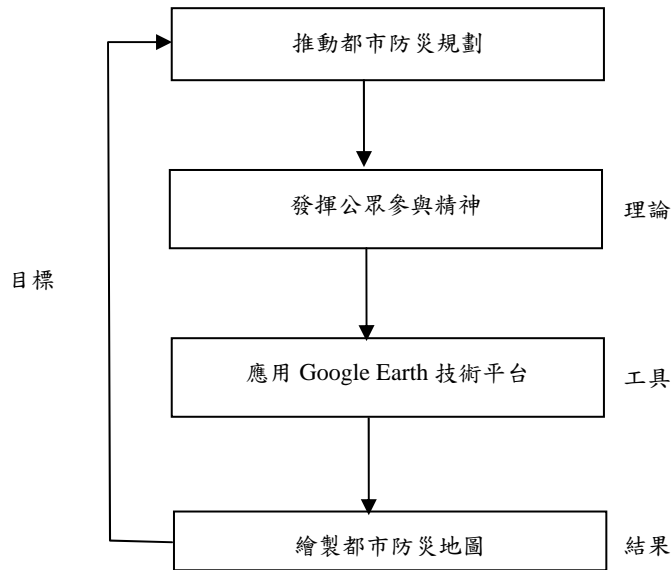 推動都市防災規劃
發揮公眾參與精神
理論
目標
應用 Google Earth 技術平台
工具
繪製都市防災地圖
結果